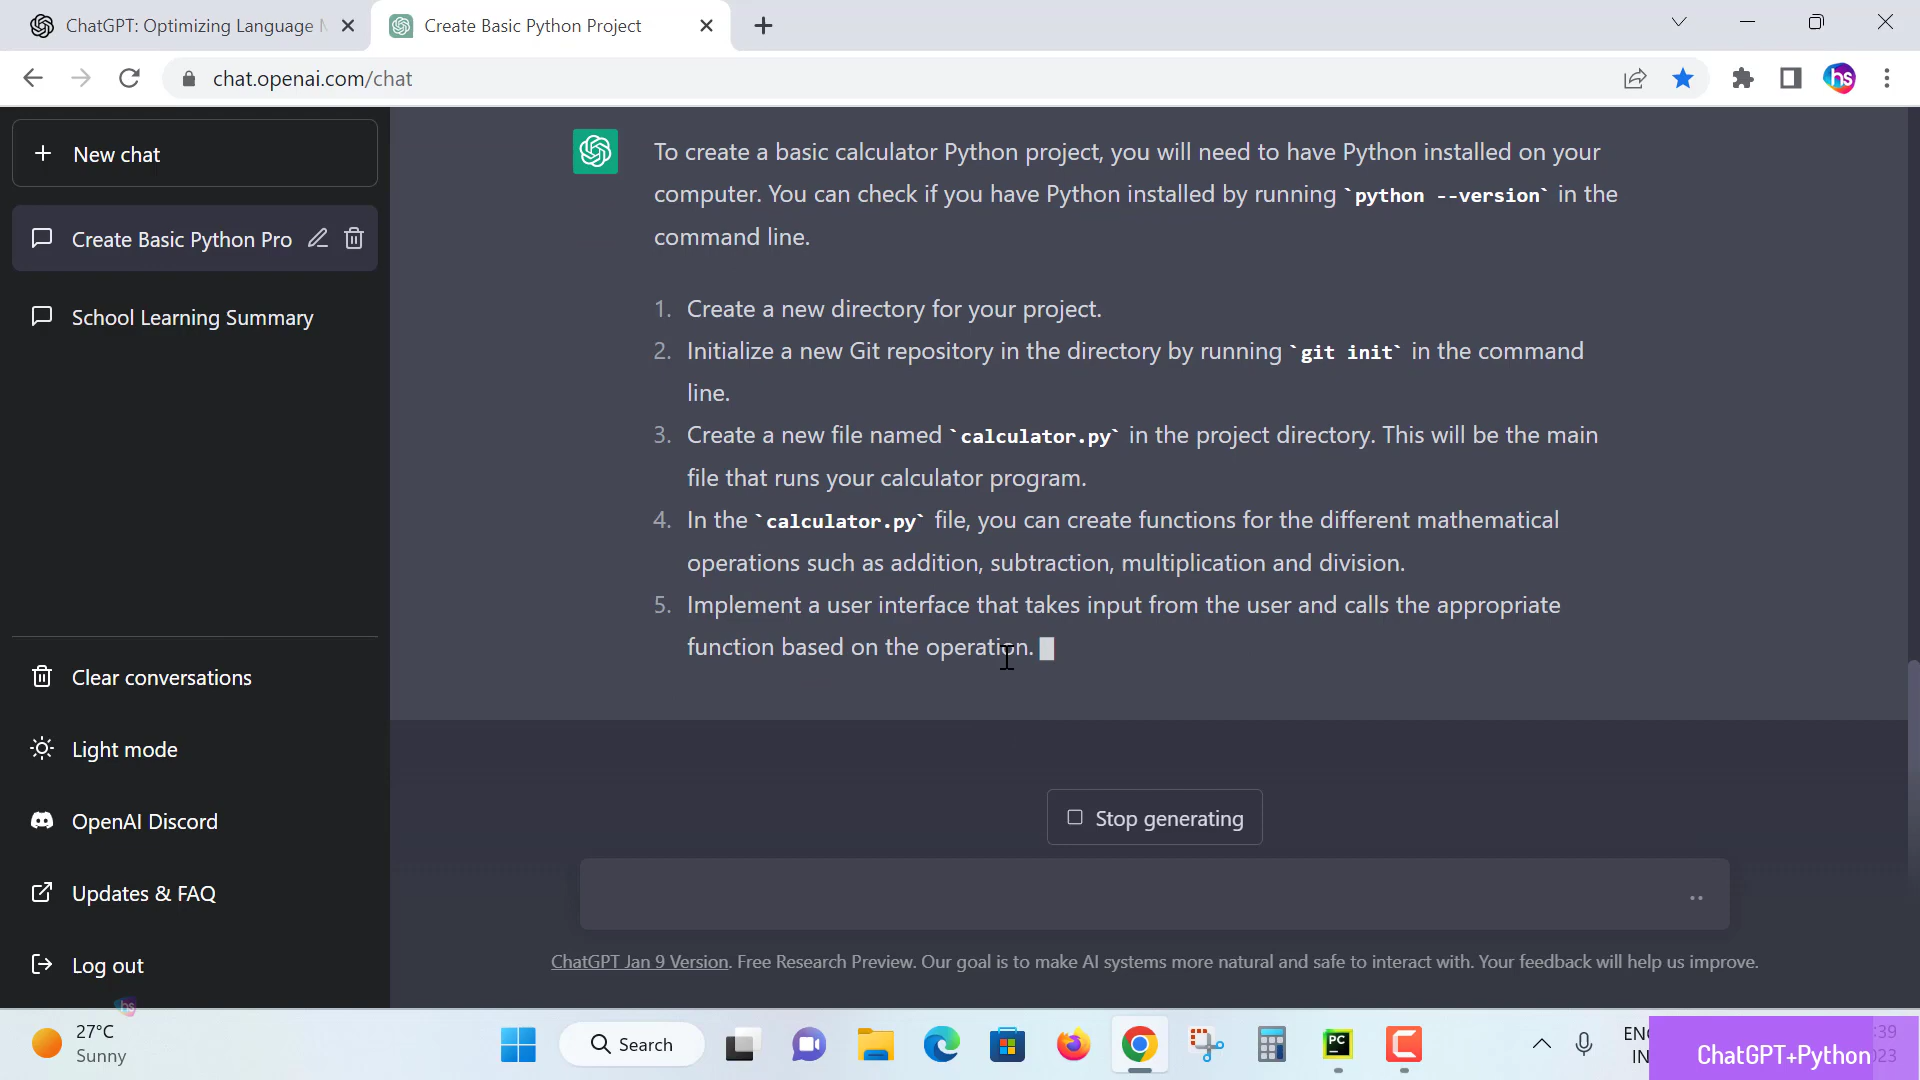 ChatGPT: Optimizing Language
Create Basic Python Project
chat.openai.com/chat
hs
New chat
Create Basic Python Pro
School Learning Summary
Clear conversations
Light mode
OpenAI Discord
Updates & FAQ
Log out
hs
To create a basic calculator Python project, you will need to have Python installed on your
computer. You can check if you have Python installed by running `python --version` in the
command line.
1. Create a new directory for your project.
2. Initialize a new Git repository in the directory by running `git init` in the command
line.
3. Create a new file named `calculator.py` in the project directory. This will be the main
file that runs your calculator program.
4. In the `calculator.py` file, you can create functions for the different mathematical
operations such as addition, subtraction, multiplication and division.
5. Implement a user interface that takes input from the user and calls the appropriate
function based on the operation.
Stop generating
ChatGPT Jan 9 Version. Free Research Preview. Our goal is to make AI systems more natural and safe to interact with. Your feedback will help us improve.
27°C
Sunny
Search
PC
ChatGPT+Python